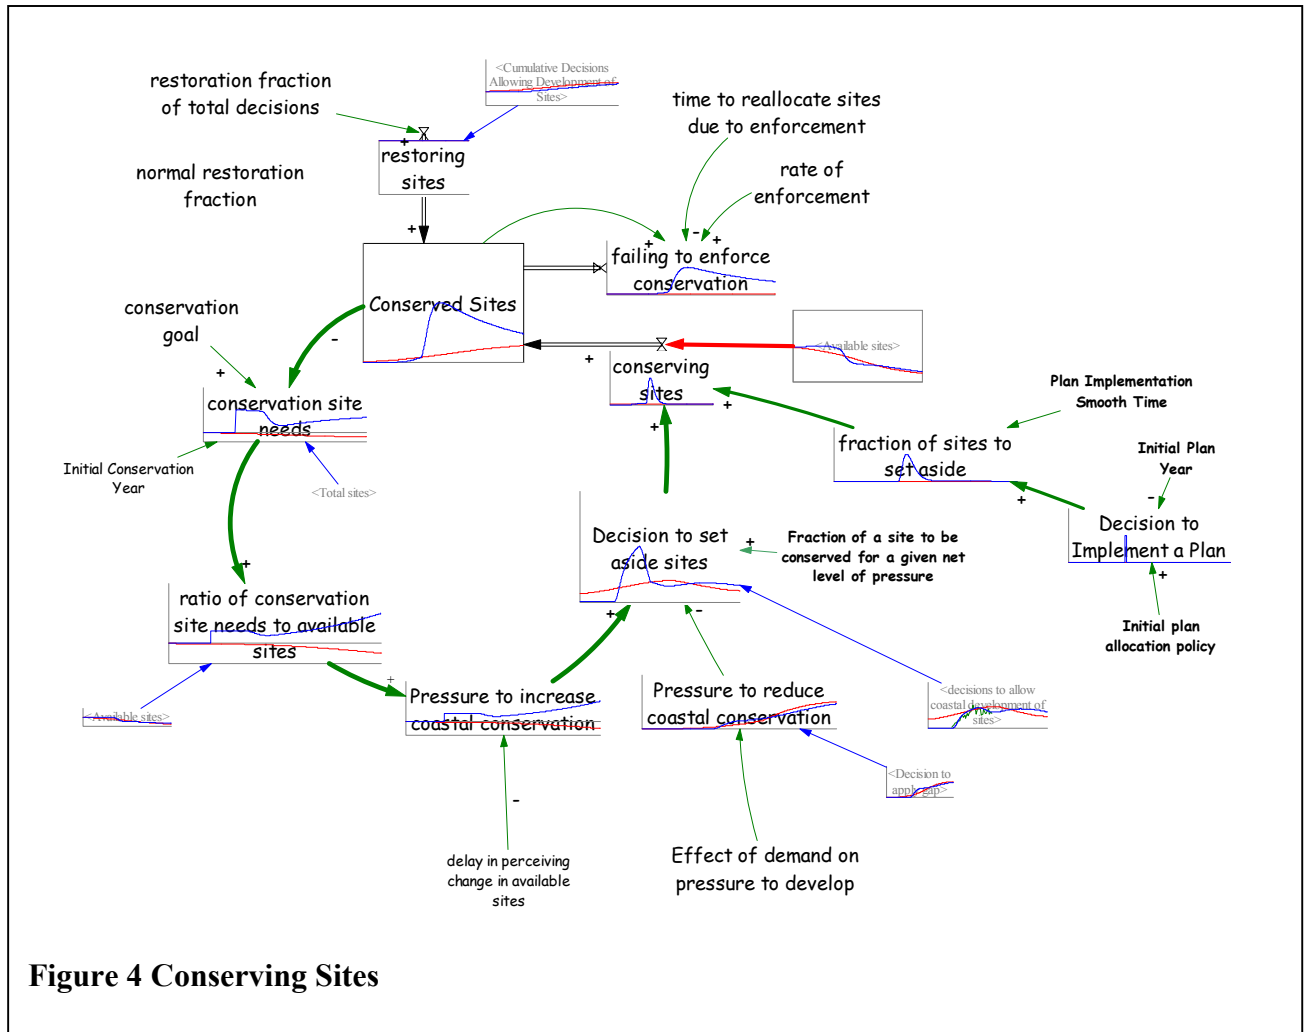 restoration fraction
of total decisions
<Cumulative Decisions
Allowing Development of
Sites>
time to reallocate sites
due to enforcement
+
restoring
sites
normal restoration
fraction
rate of
enforcement
+
+
-
+
failing to enforce
conservation
Conserved Sites
conservation
goal
-
+
<Available sites>
+
conserving
sites
+
+
Plan Implementation
Smooth Time
conservation site
needs
Initial Conservation
Year
<Total sites>
fraction of sites to
set aside
Initial Plan
Year
-
+
Decision to
Implement a Plan
+
Initial plan
allocation policy
Decision to set
aside sites
+
Fraction of a site to be
conserved for a given net
level of pressure
+
ratio of conservation
site needs to available
sites
+
-
+
<Available sites>
Pressure to increase
coastal conservation
Pressure to reduce
coastal conservation
<decisions to allow
coastal development of
sites>
<Decision to
apply gap>
-
delay in perceiving
change in available
sites
Effect of demand on
pressure to develop
Figure 4 Conserving Sites